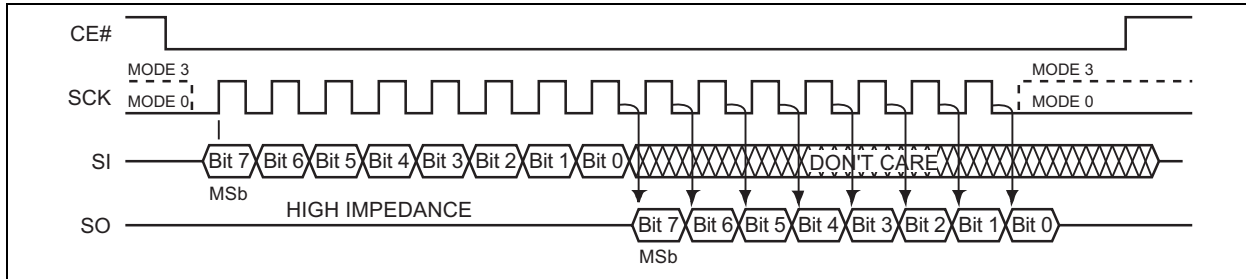 CE#
MODE 3 MODE 3
SCK MODE 0 MODE 0
SI Bit 7 Bit 6 Bit 5 Bit 4 Bit 3 Bit 2 Bit 1 Bit 0 DON'T CARE
MSb
HIGH IMPEDANCE
SO Bit 7 Bit 6 Bit 5 Bit 4 Bit 3 Bit 2 Bit 1 Bit 0
MSb